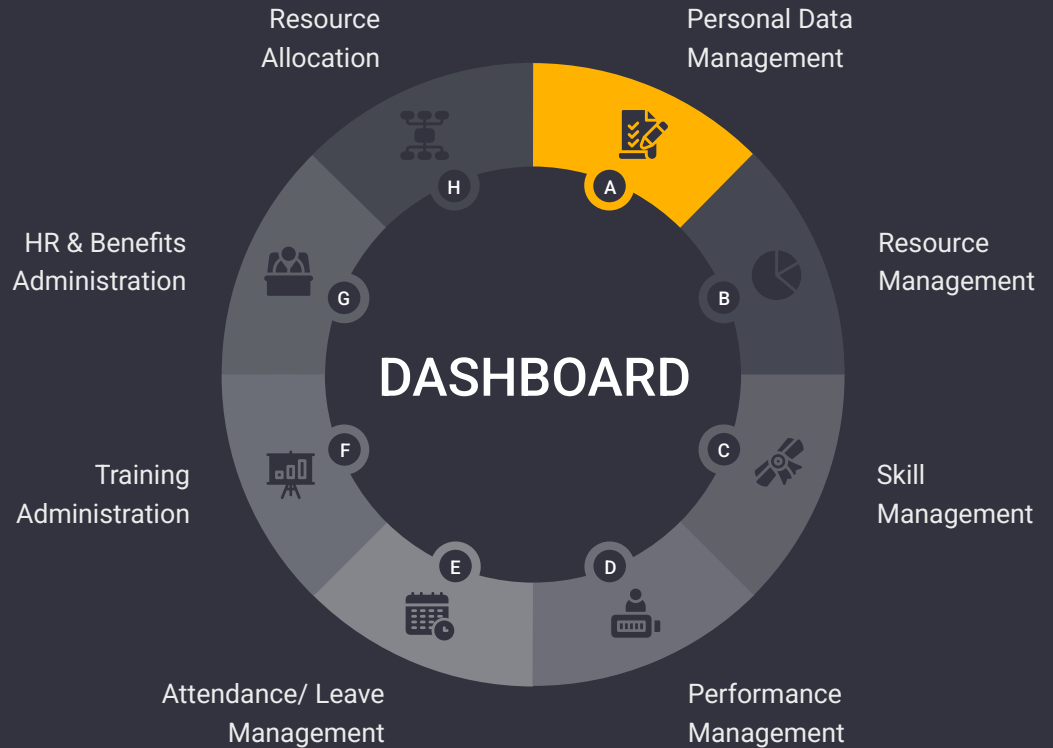 Resource
Allocation
Personal Data
Management
H
A
HR & Benefits
Administration
Resource
Management
G
B
DASHBOARD
F
C
Training
Administration
Skill
Management
E
D
Attendance/ Leave
Management
Performance
Management